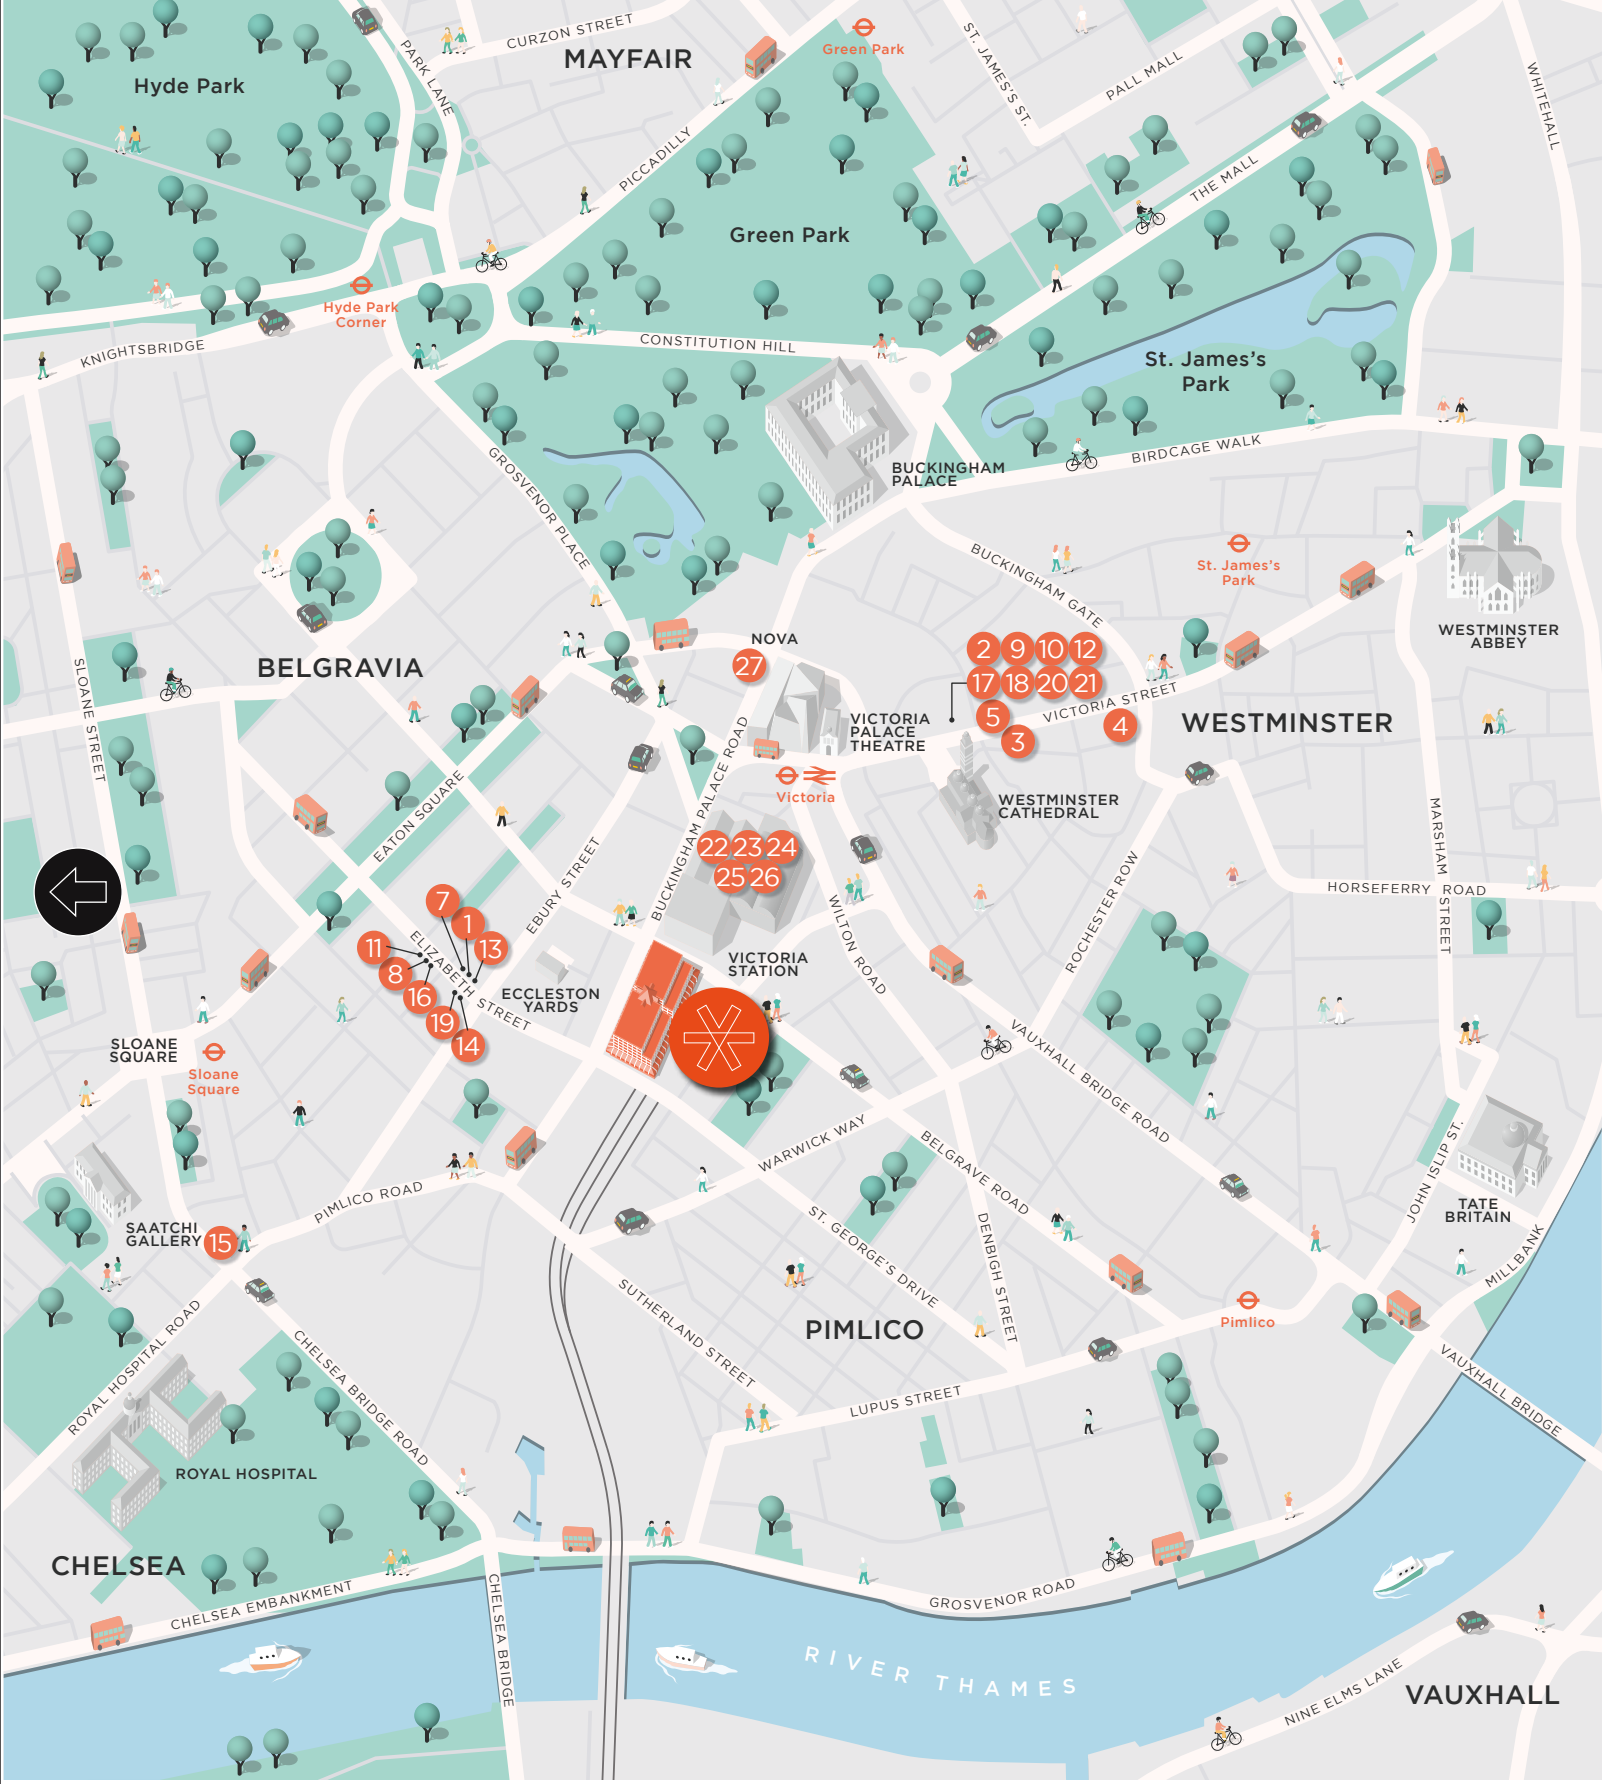 CURZON STREET
MAYFAIR
PARK LANE
Hyde Park
Green Park
ST. JAMES'S ST.
PALL MALL
WHITEHALL
PICCADILLY
THE MALL
Green Park
Hyde Park
Corner
KNIGHTSBRIDGE
CONSTITUTION HILL
St. James's
Park
BIRDCAGE WALK
BUCKINGHAM
PALACE
GROSVENOR PLACE
BUCKINGHAM GATE
St. James's
Park
WESTMINSTER
ABBEY
NOVA
27
BELGRAVIA
SLOANE STREET
2 9 10 12
17 18 20 21
5
3
4
VICTORIA STREET
WESTMINSTER
VICTORIA
PALACE
THEATRE
BUCKINGHAM PALACE ROAD
Victoria
WESTMINSTER
CATHEDRAL
EATON SQUARE
22 23 24
25 26
EBURY STREET
MARSHAM STREET
HORSEFERRY ROAD
ROCHESTER ROW
WILTON ROAD
7
1
13
11
8
16
19
14
ELIZABETH STREET
ECCLESTON
YARDS
VICTORIA
STATION
SLOANE
SQUARE
Sloane
Square
VAUXHALL BRIDGE ROAD
WARWICK WAY
BELGRAVE ROAD
JOHN ISLIP ST.
TATE
BRITAIN
MILLBANK
PIMLICO ROAD
SAATCHI
GALLERY
15
ST. GEORGE'S DRIVE
DENBIGH STREET
SUTHERLAND STREET
PIMLICO
Pimlico
ROYAL HOSPITAL ROAD
CHELSEA BRIDGE ROAD
LUPUS STREET
VAUXHALL BRIDGE
ROYAL HOSPITAL
CHELSEA
CHELSEA EMBANKMENT
CHELSEA BRIDGE
GROSVENOR ROAD
RIVER THAMES
NINE ELMS LANE
VAUXHALL